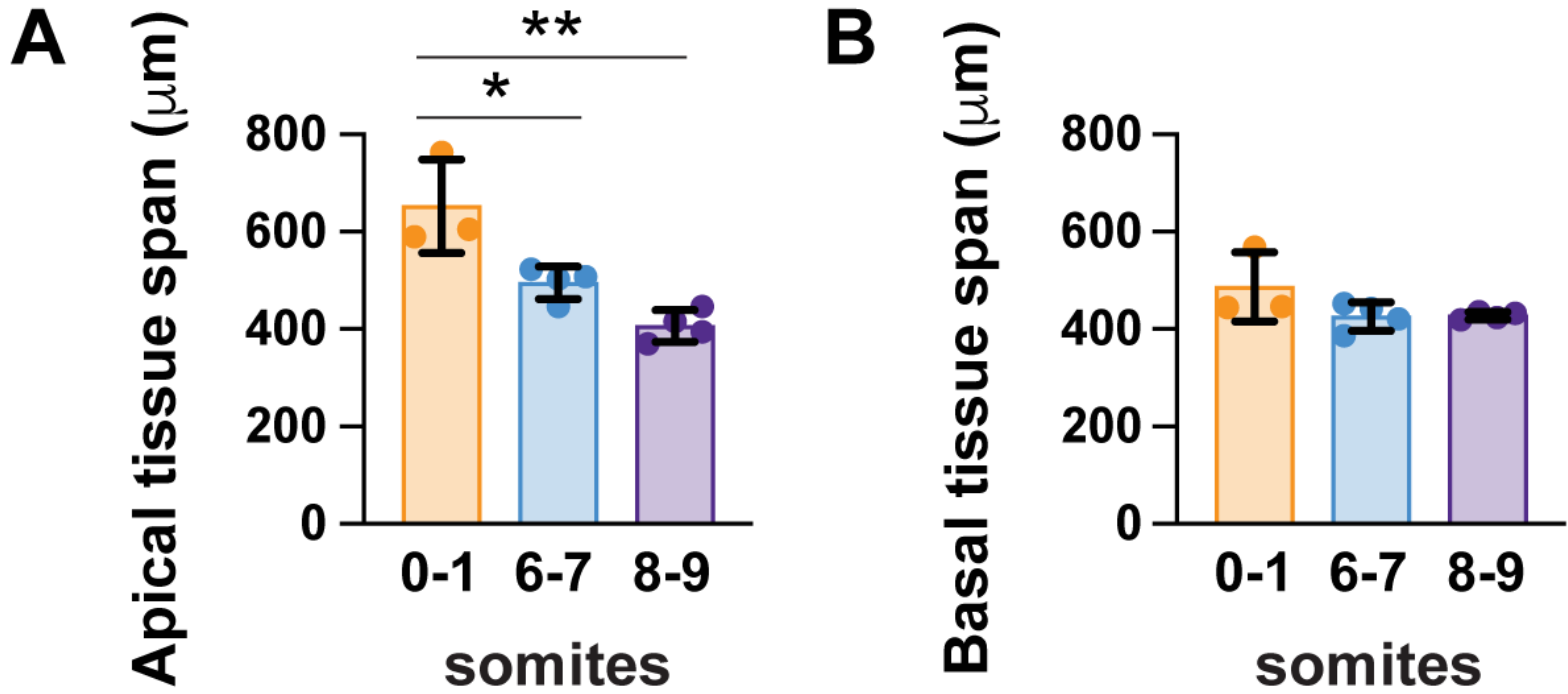 A
Apical tissue span (μm)
**
*
800
600
400
200
0
0-1 6-7 8-9
somites
B
Basal tissue span (μm)
800
600
400
200
0
0-1 6-7 8-9
somites